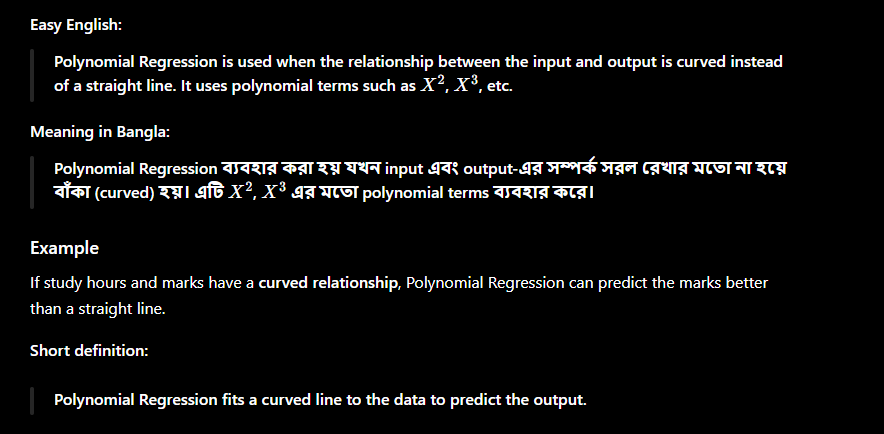 Easy English:
Polynomial Regression is used when the relationship between the input and output is curved instead
of a straight line. It uses polynomial terms such as X², X³, etc.
Meaning in Bangla:
Polynomial Regression ব্যবহার করা হয় যখন input এবং output-এর সম্পর্ক সরল রেখার মতো না হয়ে
বাঁকা (curved) হয়। এটি X², X³ এর মতো polynomial terms ব্যবহার করে।
Example
If study hours and marks have a curved relationship, Polynomial Regression can predict the marks better
than a straight line.
Short definition:
Polynomial Regression fits a curved line to the data to predict the output.